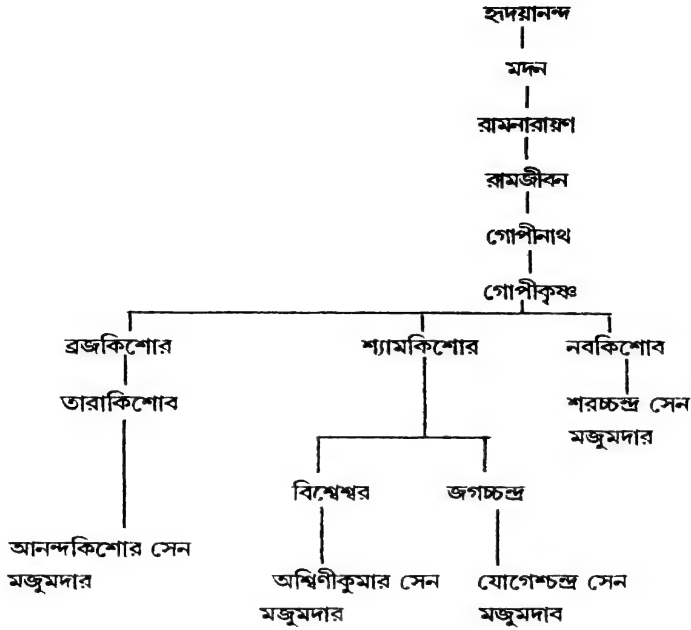 হৃদয়ানন্দ
মদন
রামনারায়ণ
রামজীবন
গোপীনাথ
গোপীকৃষ্ণ
ব্রজকিশোর শ্যামকিশোর নবকিশোব
তারাকিশোব শরচ্চন্দ্র সেন
মজুমদার
বিশ্বেশ্বর জগচ্চন্দ্র
আনন্দকিশোর সেন
মজুমদার
অশ্বিণীকুমার সেন
মজুমদার
যোগেশ্চন্দ্র সেন
মজুমদাব